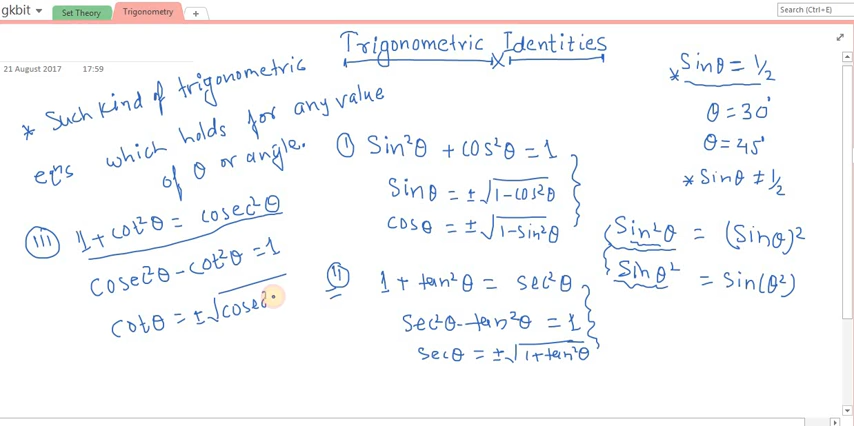 gkbit
Set Theory
Trigonometry
+
Search (Ctrl+E)
Trigonometric Identities
21 August 2017 17:59
* Such kind of trigonometric
eqⁿs which holds for any value
of θ or angle.
(I) Sin²θ + cos²θ = 1
Sinθ = ±√1-cos²θ
cosθ = ±√1-Sin²θ
(II) 1 + tan²θ = sec²θ
Sec²θ-tan²θ = 1
secθ = ±√1+tan²θ
(III) 1+cot²θ = cosec²θ
cosec²θ-cot²θ = 1
cotθ = ±√cosec²
* Sinθ = 1/2
θ = 30°
θ = 45°
* Sinθ ≠ 1/2
Sin²θ = (Sinθ)²
Sinθ² = Sin(θ²)